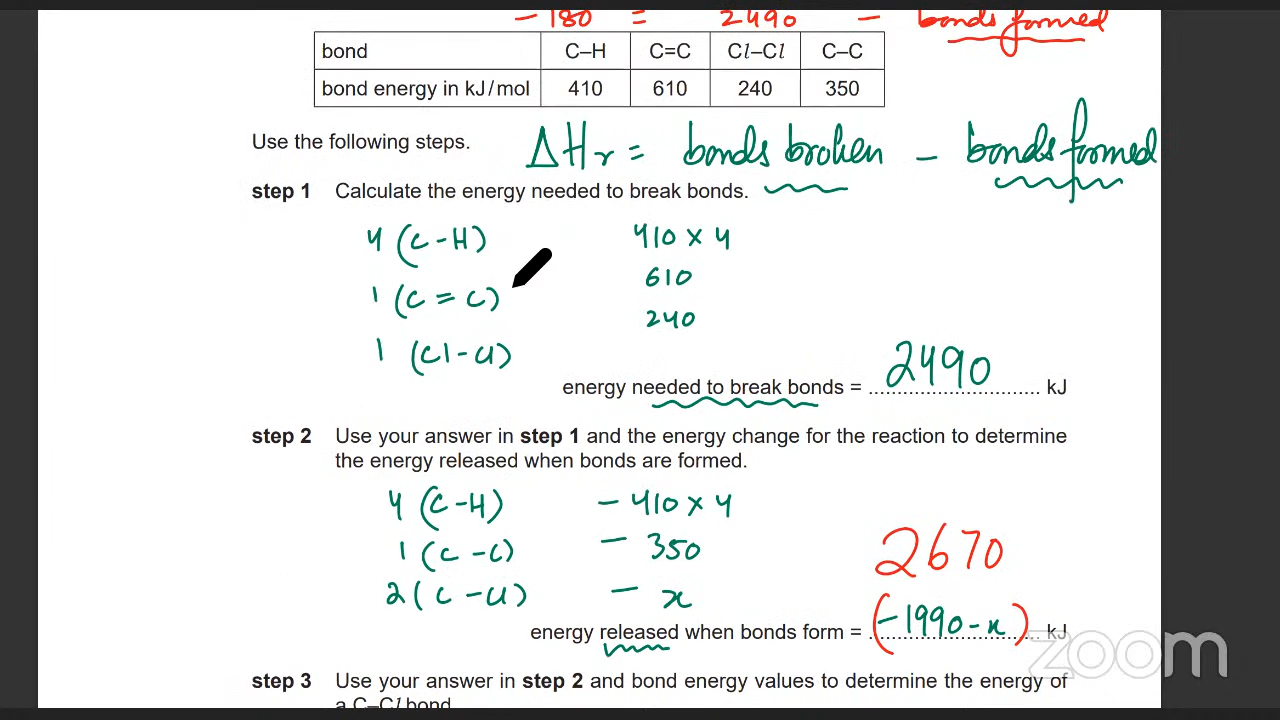 - 180 = 2490 - bonds formed
bond C–H C=C Cl–Cl C–C
bond energy in kJ/mol 410 610 240 350
Use the following steps.
ΔHr = bonds broken - bonds formed
step 1 Calculate the energy needed to break bonds.
4 (C-H) 410 × 4
1 (C=C) 610
1 (Cl-Cl) 240
energy needed to break bonds = .............................. kJ
2490
step 2 Use your answer in step 1 and the energy change for the reaction to determine
the energy released when bonds are formed.
4 (C-H) - 410 × 4
1 (C-C) - 350
2 (C-Cl) - x
2670
energy released when bonds form = (-1990-x) kJ
zoom
step 3 Use your answer in step 2 and bond energy values to determine the energy of
a C–Cl bond.